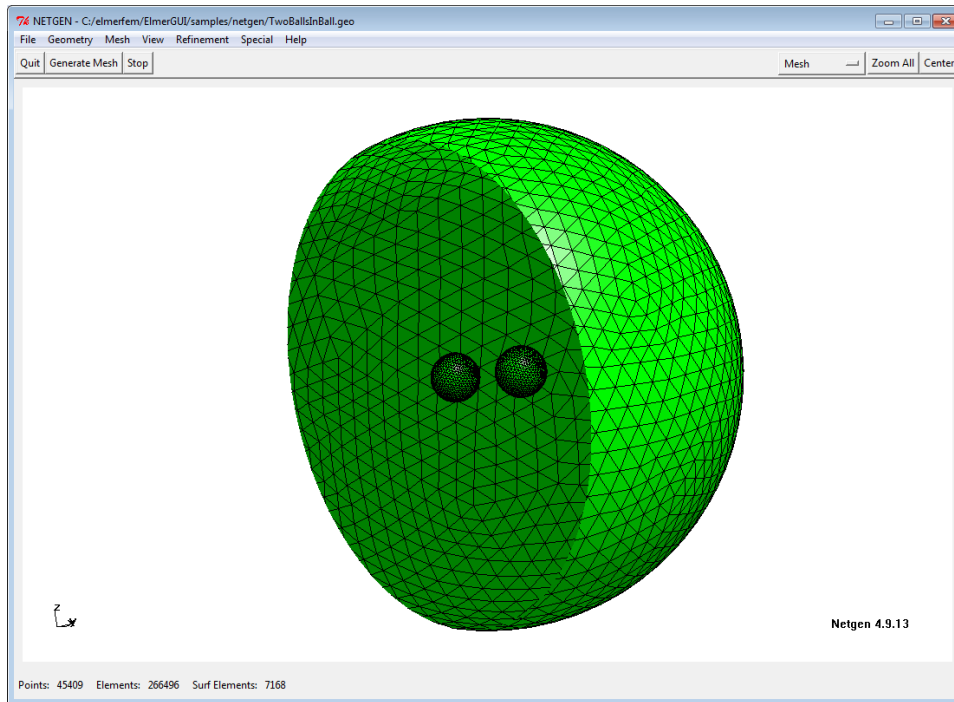 NETGEN - C:/elmerfem/ElmerGUI/samples/netgen/TwoBallsInBall.geo
File Geometry Mesh View Refinement Special Help
Quit Generate Mesh Stop Mesh Zoom All Center
z
Netgen 4.9.13
Points: 45409 Elements: 266496 Surf Elements: 7168